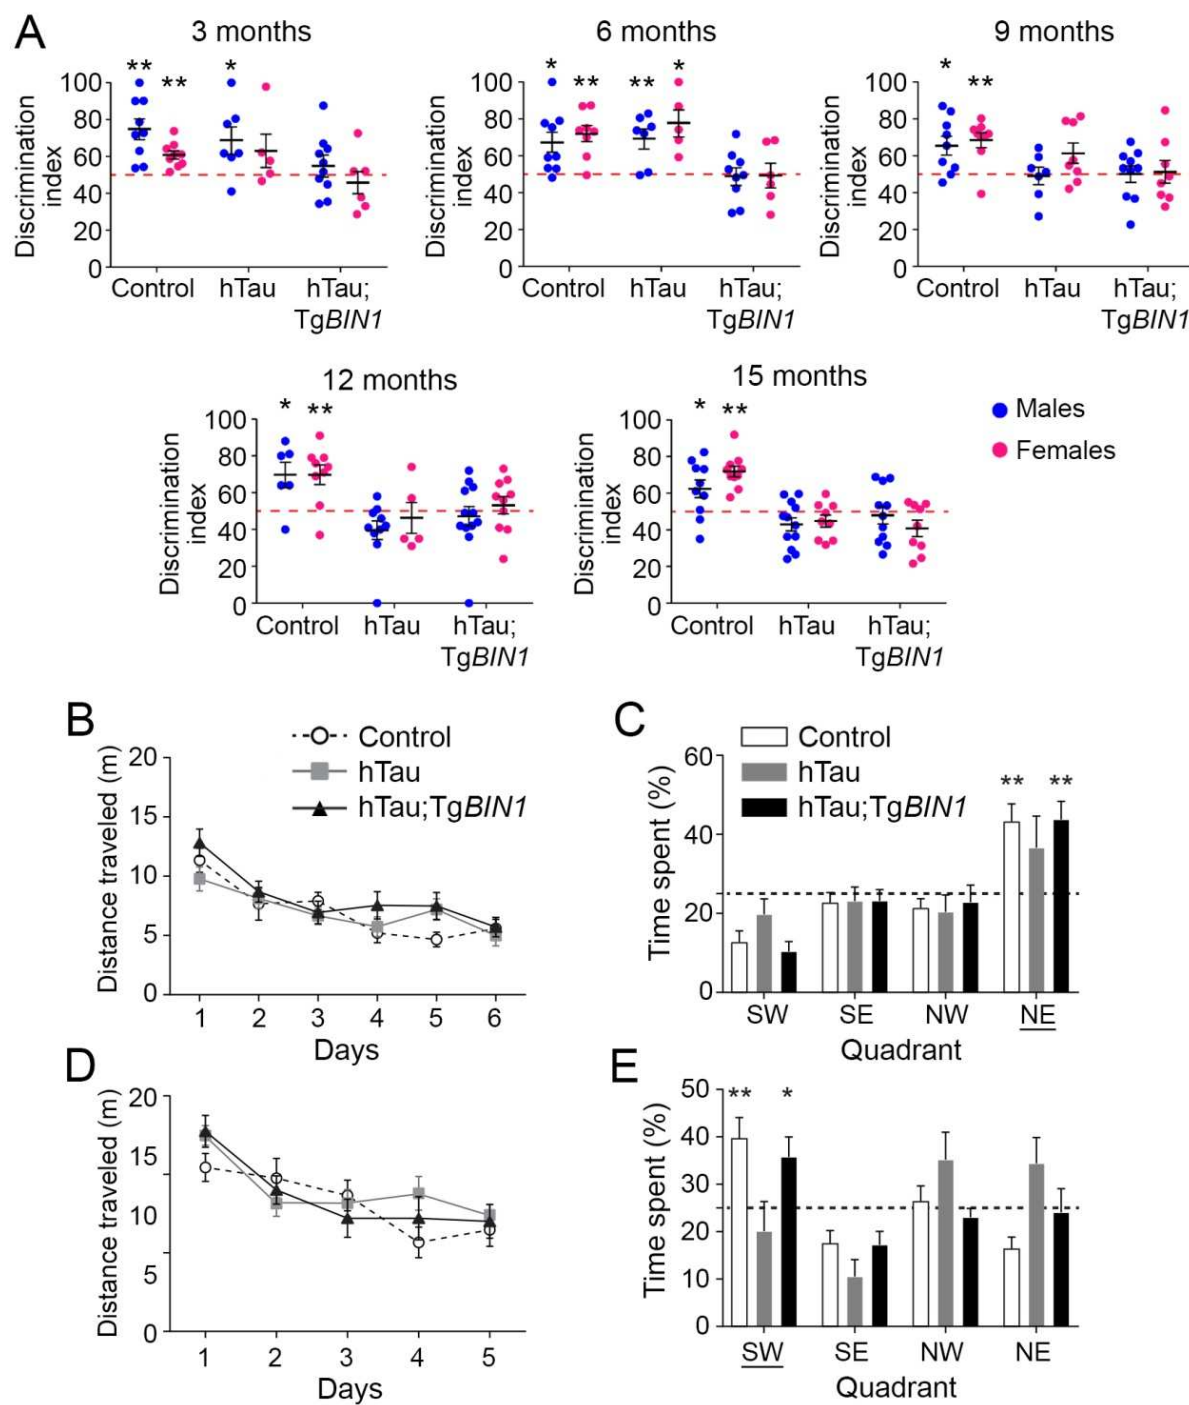 A
3 months
6 months
9 months
** ** *
* ** ** *
* **
Discrimination
index
100
80
60
40
20
0
Control hTau hTau;
TgBIN1
Discrimination
index
100
80
60
40
20
0
Control hTau hTau;
TgBIN1
Discrimination
index
100
80
60
40
20
0
Control hTau hTau;
TgBIN1
12 months
15 months
* **
* **
Discrimination
index
100
80
60
40
20
0
Control hTau hTau;
TgBIN1
Discrimination
index
100
80
60
40
20
0
Control hTau hTau;
TgBIN1
Males
Females
B
Control
hTau
hTau;TgBIN1
Distance traveled (m)
20
15
10
5
0
1 2 3 4 5 6
Days
C
Control
hTau
hTau;TgBIN1
** **
Time spent (%)
60
40
20
0
SW SE NW NE
Quadrant
D
Distance traveled (m)
20
15
10
5
0
1 2 3 4 5
Days
E
** *
Time spent (%)
50
40
30
20
10
0
SW SE NW NE
Quadrant